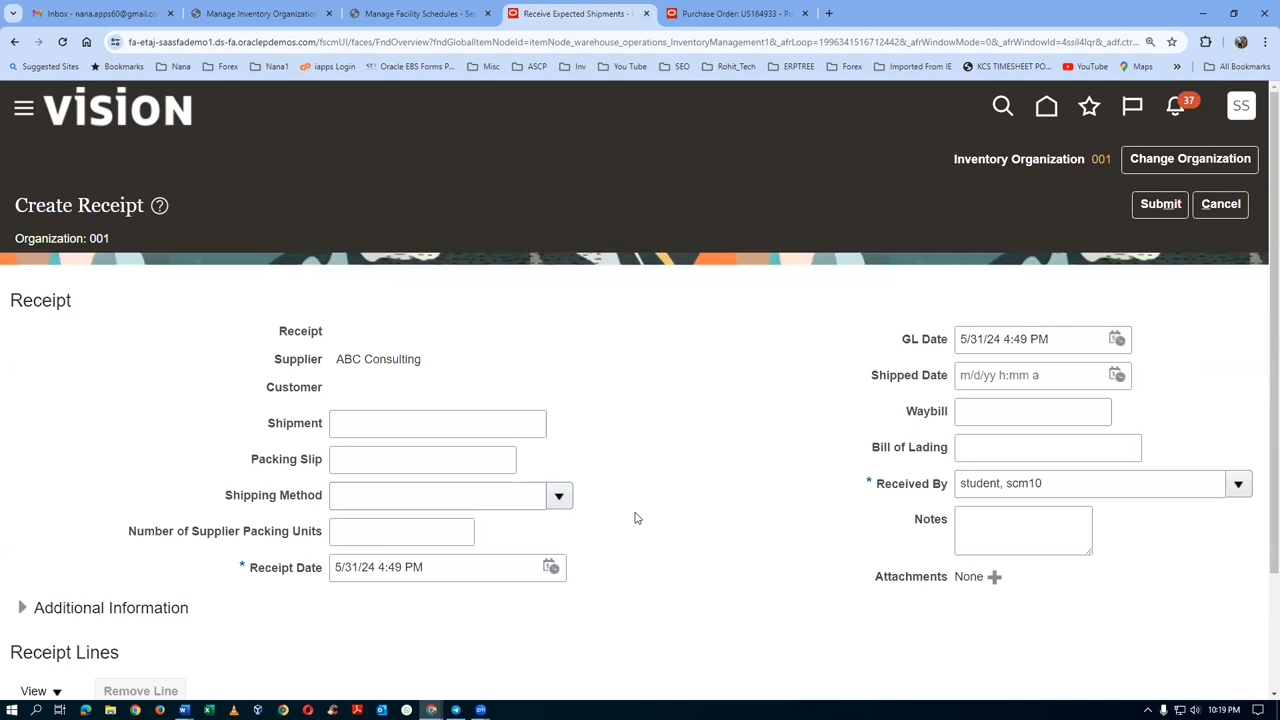 Inbox - nana.apps60@gmail.co
Manage Inventory Organization
Manage Facility Schedules - Se
Receive Expected Shipments - I
Purchase Order: US164933 - Pu
fa-etaj-saasfademo1.ds-fa.oraclepdemos.com/fscmUI/faces/FndOverview?fndGlobalItemNodeId=itemNode_warehouse_operations_InventoryManagement1&_afrLoop=1996341516712442&_afrWindowMode=0&_afrWindowId=4ssil4lqr&_adf.ctr...
Suggested Sites
Bookmarks
Nana
Forex
Nana1
iapps Login
Oracle EBS Forms P...
Misc
ASCP
Inv
You Tube
SEO
Rohit_Tech
ERPTREE
Forex
Imported From IE
KCS TIMESHEET PO...
YouTube
Maps
All Bookmarks
vision
37
SS
Inventory Organization 001
Change Organization
Create Receipt ?
Submit
Cancel
Organization: 001
Receipt
Receipt
Supplier ABC Consulting
Customer
Shipment
Packing Slip
Shipping Method
Number of Supplier Packing Units
* Receipt Date 5/31/24 4:49 PM
GL Date 5/31/24 4:49 PM
Shipped Date m/d/yy h:mm a
Waybill
Bill of Lading
* Received By student, scm10
Notes
Attachments None
Additional Information
Receipt Lines
View
Remove Line
10:19 PM